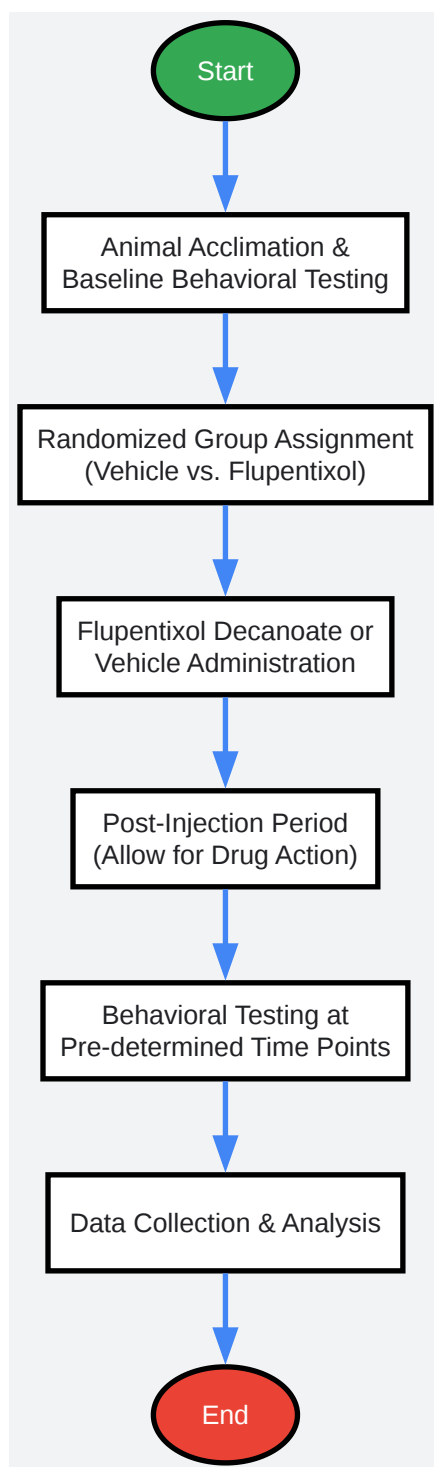 Start
Animal Acclimation &
Baseline Behavioral Testing
Randomized Group Assignment
(Vehicle vs. Flupentixol)
Flupentixol Decanoate or
Vehicle Administration
Post-Injection Period
(Allow for Drug Action)
Behavioral Testing at
Pre-determined Time Points
Data Collection & Analysis
End